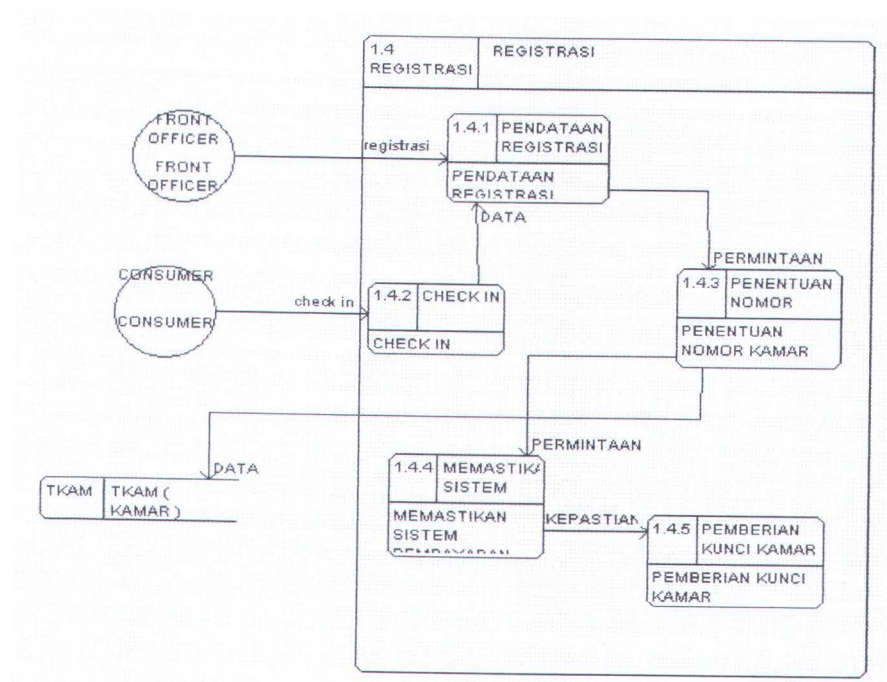 1.4
REGISTRASI
REGISTRASI
FRONT
OFFICER
FRONT
OFFICER
registrasi
1.4.1
PENDATAAN
REGISTRASI
PENDATAAN
REGISTRASI
DATA
PERMINTAAN
CONSUMER
CONSUMER
check in
1.4.2
CHECK IN
CHECK IN
1.4.3
PENENTUAN
NOMOR
PENENTUAN
NOMOR KAMAR
PERMINTAAN
DATA
TKAM
TKAM (
KAMAR )
1.4.4
MEMASTIKA
SISTEM
MEMASTIKAN
SISTEM
PEMBAYARAN
KEPASTIAN
1.4.5
PEMBERIAN
KUNCI KAMAR
PEMBERIAN KUNCI
KAMAR